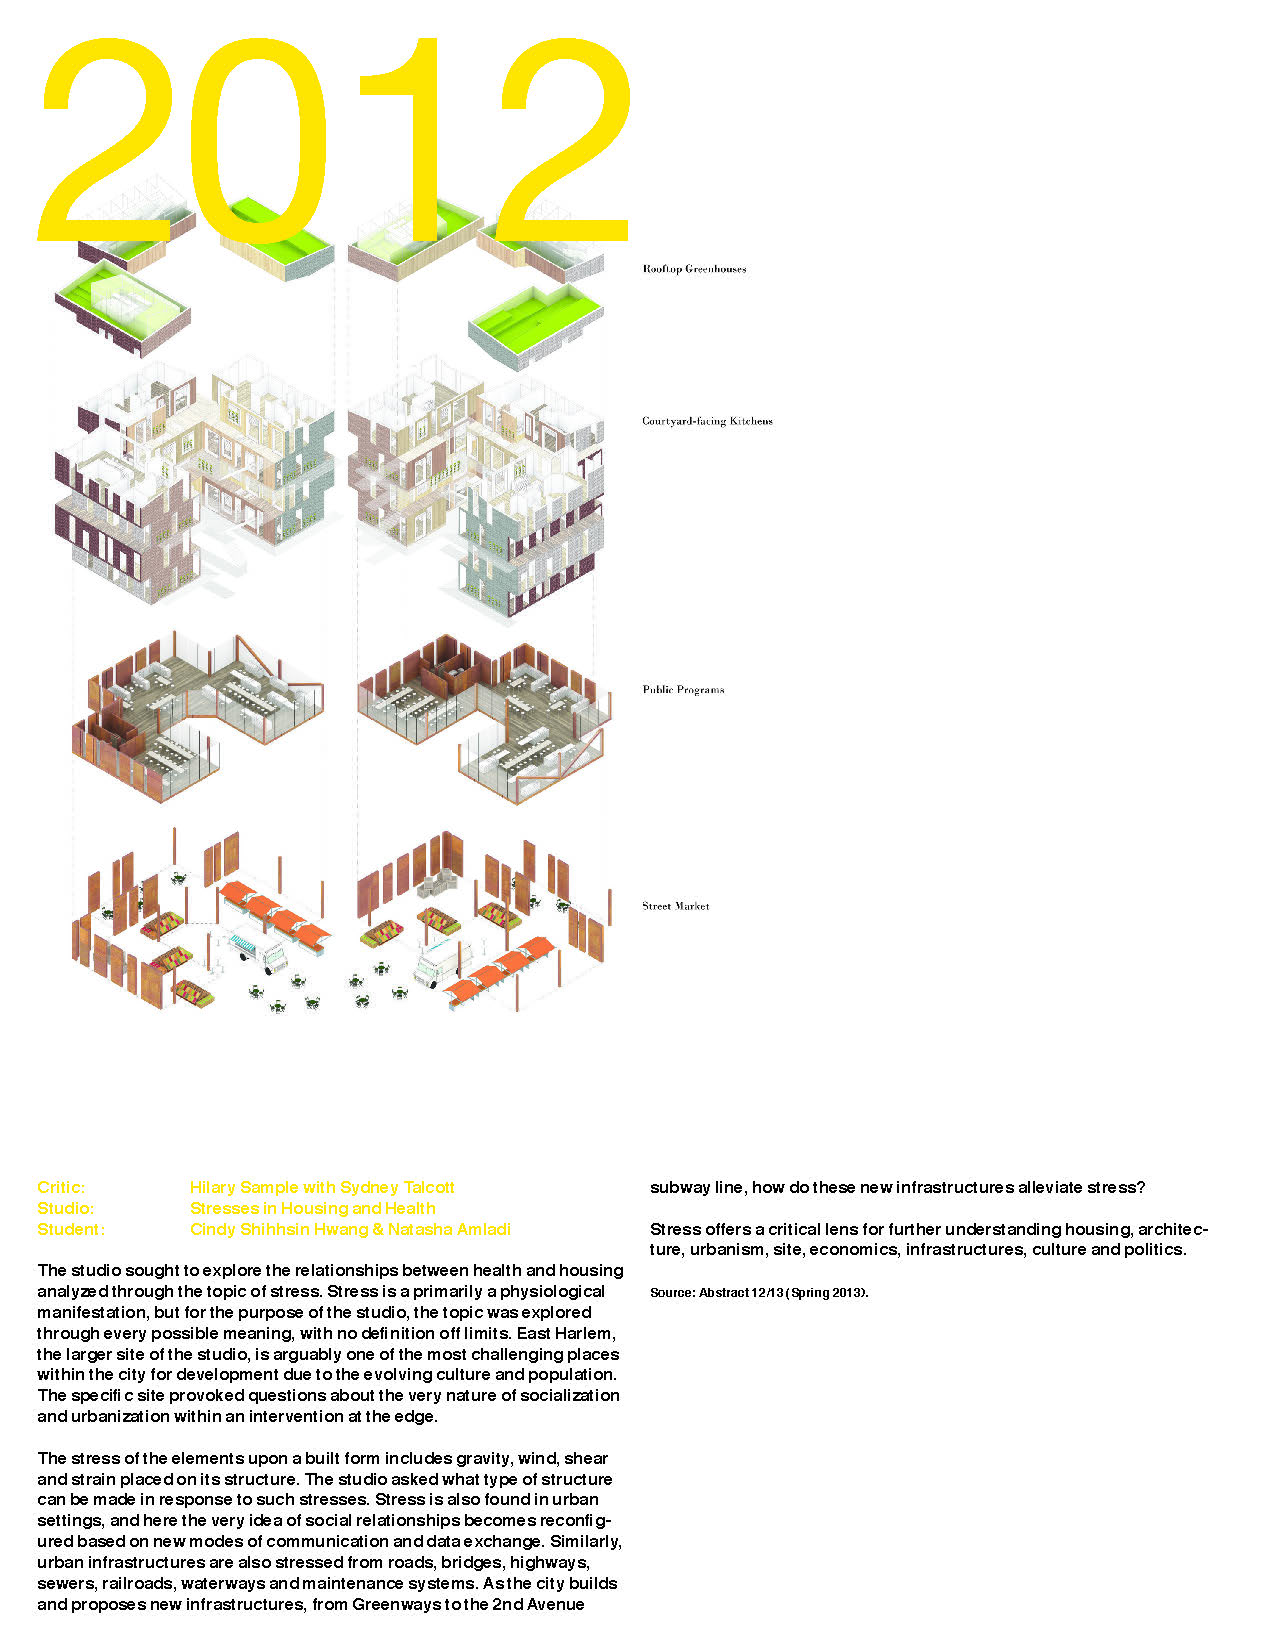 2012
Rooftop Greenhouses
Courtyard-facing Kitchens
Public Programs
Street Market
Critic: Hilary Sample with Sydney Talcott
Studio: Stresses in Housing and Health
Student: Cindy Shihhsin Hwang & Natasha Amladi
The studio sought to explore the relationships between health and housing
analyzed through the topic of stress. Stress is a primarily a physiological
manifestation, but for the purpose of the studio, the topic was explored
through every possible meaning, with no definition off limits. East Harlem,
the larger site of the studio, is arguably one of the most challenging places
within the city for development due to the evolving culture and population.
The specific site provoked questions about the very nature of socialization
and urbanization within an intervention at the edge.
The stress of the elements upon a built form includes gravity, wind, shear
and strain placed on its structure. The studio asked what type of structure
can be made in response to such stresses. Stress is also found in urban
settings, and here the very idea of social relationships becomes reconfig-
ured based on new modes of communication and data exchange. Similarly,
urban infrastructures are also stressed from roads, bridges, highways,
sewers, railroads, waterways and maintenance systems. As the city builds
and proposes new infrastructures, from Greenways to the 2nd Avenue
subway line, how do these new infrastructures alleviate stress?
Stress offers a critical lens for further understanding housing, architec-
ture, urbanism, site, economics, infrastructures, culture and politics.
Source: Abstract 12/13 (Spring 2013).